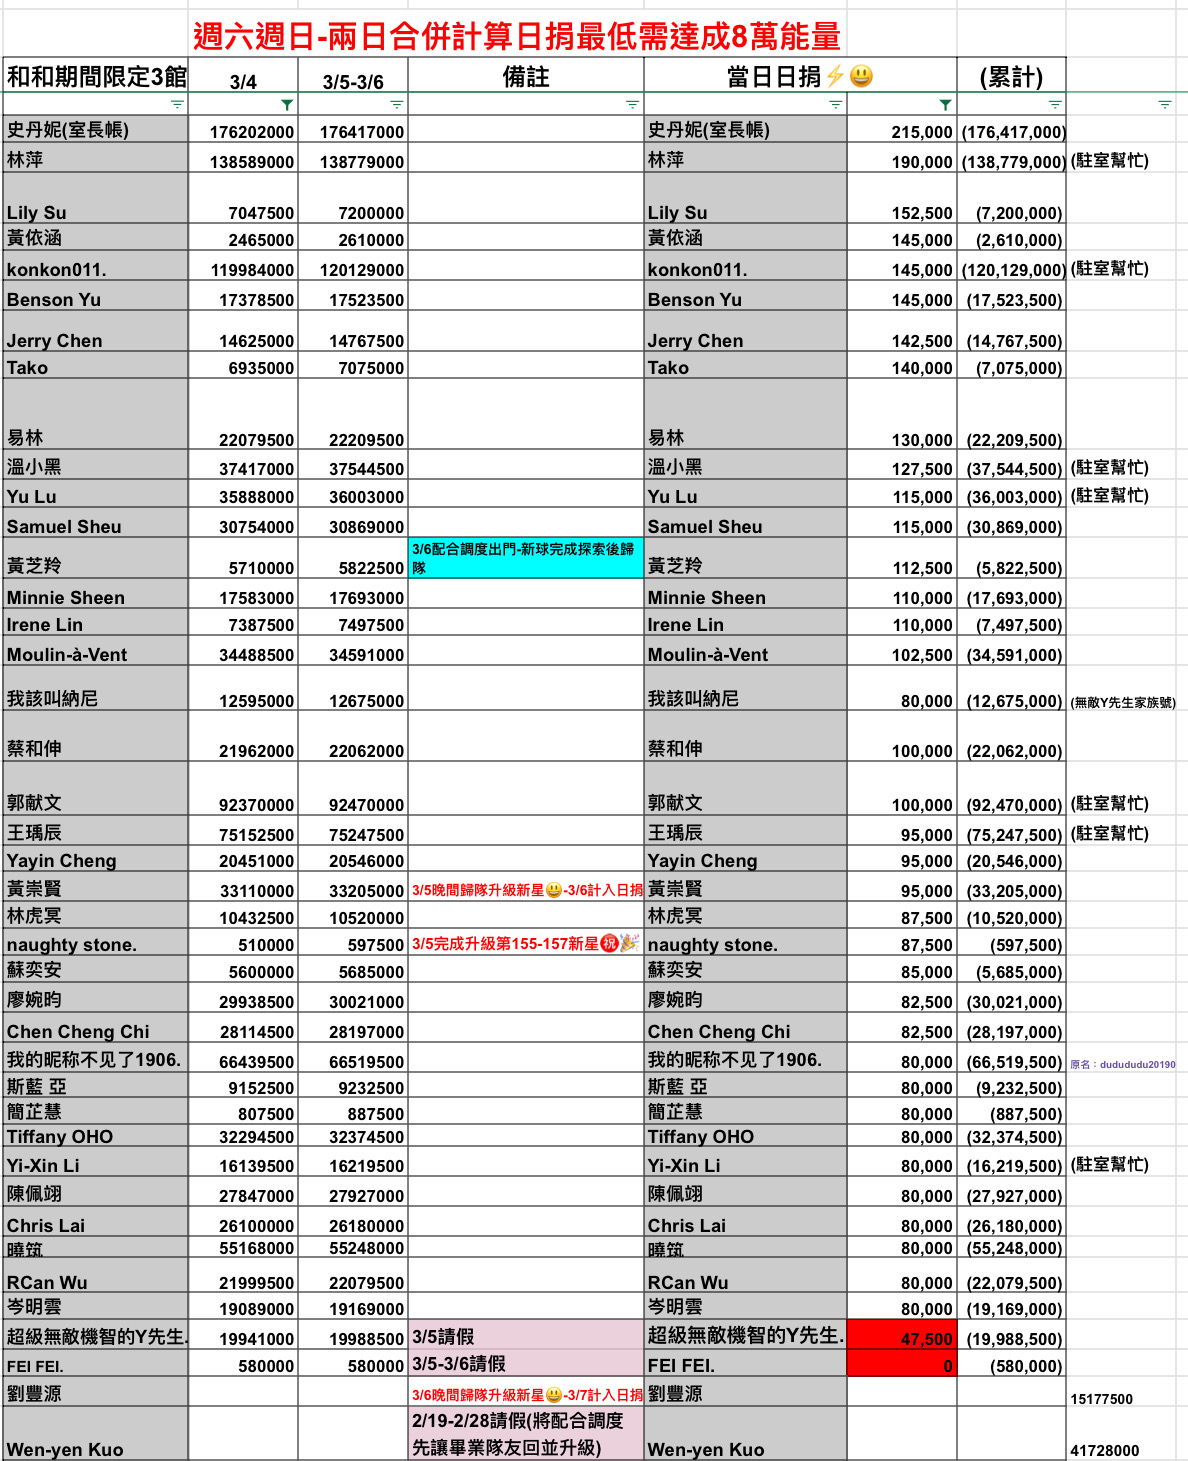 週六週日-兩日合併計算日捐最低需達成8萬能量
和和期間限定3館 3/4 3/5-3/6 備註 當日日捐⚡😃 (累計)
史丹妮(室長帳) 176202000 176417000 史丹妮(室長帳) 215,000 (176,417,000)
林萍 138589000 138779000 林萍 190,000 (138,779,000) (駐室幫忙)
Lily Su 7047500 7200000 Lily Su 152,500 (7,200,000)
黃依涵 2465000 2610000 黃依涵 145,000 (2,610,000)
konkon011. 119984000 120129000 konkon011. 145,000 (120,129,000) (駐室幫忙)
Benson Yu 17378500 17523500 Benson Yu 145,000 (17,523,500)
Jerry Chen 14625000 14767500 Jerry Chen 142,500 (14,767,500)
Tako 6935000 7075000 Tako 140,000 (7,075,000)
易林 22079500 22209500 易林 130,000 (22,209,500)
溫小黑 37417000 37544500 溫小黑 127,500 (37,544,500) (駐室幫忙)
Yu Lu 35888000 36003000 Yu Lu 115,000 (36,003,000) (駐室幫忙)
Samuel Sheu 30754000 30869000 Samuel Sheu 115,000 (30,869,000)
3/6配合調度出門-新球完成探索後歸
隊
黃芝羚 5710000 5822500 黃芝羚 112,500 (5,822,500)
Minnie Sheen 17583000 17693000 Minnie Sheen 110,000 (17,693,000)
Irene Lin 7387500 7497500 Irene Lin 110,000 (7,497,500)
Moulin-à-Vent 34488500 34591000 Moulin-à-Vent 102,500 (34,591,000)
我該叫納尼 12595000 12675000 我該叫納尼 80,000 (12,675,000) (無敵Y先生家族號)
蔡和伸 21962000 22062000 蔡和伸 100,000 (22,062,000)
郭献文 92370000 92470000 郭献文 100,000 (92,470,000) (駐室幫忙)
王瑀辰 75152500 75247500 王瑀辰 95,000 (75,247,500) (駐室幫忙)
Yayin Cheng 20451000 20546000 Yayin Cheng 95,000 (20,546,000)
黃崇賢 33110000 33205000 3/5晚間歸隊升級新星😃-3/6計入日捐 黃崇賢 95,000 (33,205,000)
林虎冥 10432500 10520000 林虎冥 87,500 (10,520,000)
naughty stone. 510000 597500 3/5完成升級第155-157新星㊗️🎉 naughty stone. 87,500 (597,500)
蘇奕安 5600000 5685000 蘇奕安 85,000 (5,685,000)
廖婉昀 29938500 30021000 廖婉昀 82,500 (30,021,000)
Chen Cheng Chi 28114500 28197000 Chen Cheng Chi 82,500 (28,197,000)
我的昵称不见了1906. 66439500 66519500 我的昵称不见了1906. 80,000 (66,519,500) 原名：dudududu20190
斯藍 亞 9152500 9232500 斯藍 亞 80,000 (9,232,500)
簡芷慧 807500 887500 簡芷慧 80,000 (887,500)
Tiffany OHO 32294500 32374500 Tiffany OHO 80,000 (32,374,500)
Yi-Xin Li 16139500 16219500 Yi-Xin Li 80,000 (16,219,500) (駐室幫忙)
陳佩翊 27847000 27927000 陳佩翊 80,000 (27,927,000)
Chris Lai 26100000 26180000 Chris Lai 80,000 (26,180,000)
曉筑 55168000 55248000 曉筑 80,000 (55,248,000)
RCan Wu 21999500 22079500 RCan Wu 80,000 (22,079,500)
岑明雲 19089000 19169000 岑明雲 80,000 (19,169,000)
超級無敵機智的Y先生. 19941000 19988500 3/5請假 超級無敵機智的Y先生. 47,500 (19,988,500)
FEI FEI. 580000 580000 3/5-3/6請假 FEI FEI. 0 (580,000)
劉豐源 3/6晚間歸隊升級新星😃-3/7計入日捐 劉豐源 15177500
2/19-2/28請假(將配合調度
先讓畢業隊友回並升級)
Wen-yen Kuo Wen-yen Kuo 41728000